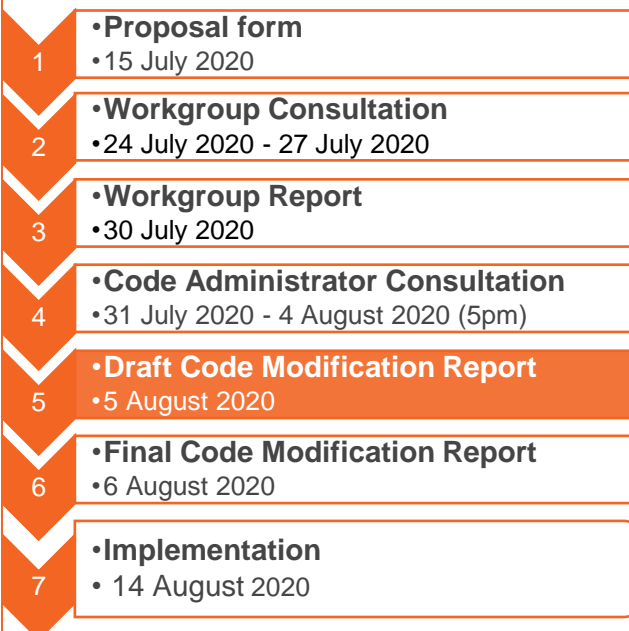 1
•Proposal form
•15 July 2020
2
•Workgroup Consultation
•24 July 2020 - 27 July 2020
3
•Workgroup Report
•30 July 2020
4
•Code Administrator Consultation
•31 July 2020 - 4 August 2020 (5pm)
5
•Draft Code Modification Report
•5 August 2020
6
•Final Code Modification Report
•6 August 2020
7
•Implementation
• 14 August 2020